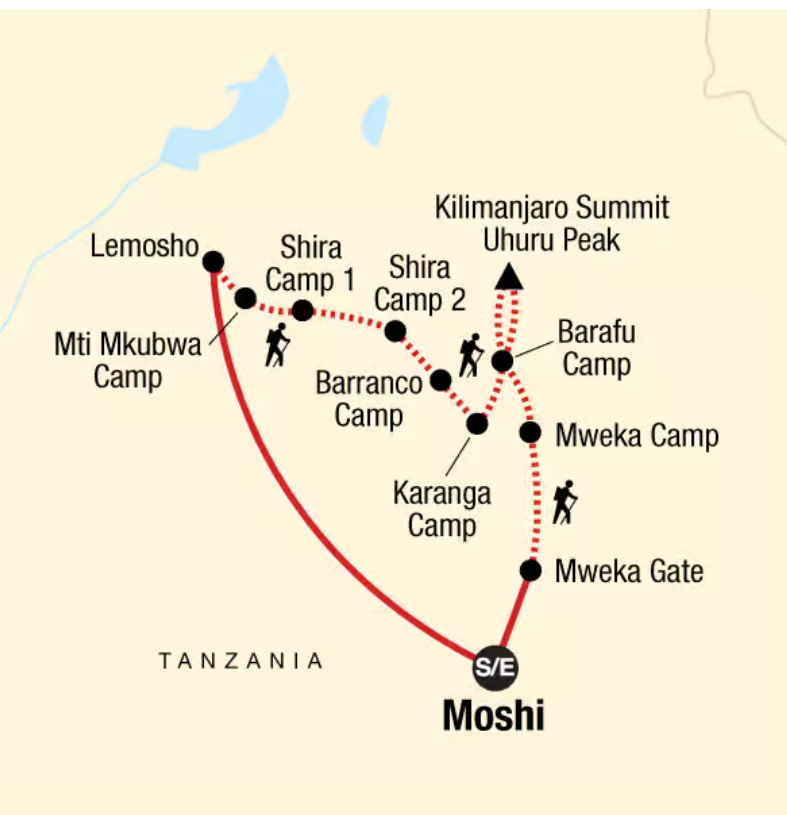 Kilimanjaro Summit
Uhuru Peak
Lemosho
Shira
Camp 1
Shira
Camp 2
Mti Mkubwa
Camp
Barafu
Camp
Barranco
Camp
Mweka Camp
Karanga
Camp
Mweka Gate
TANZANIA
S/E
Moshi